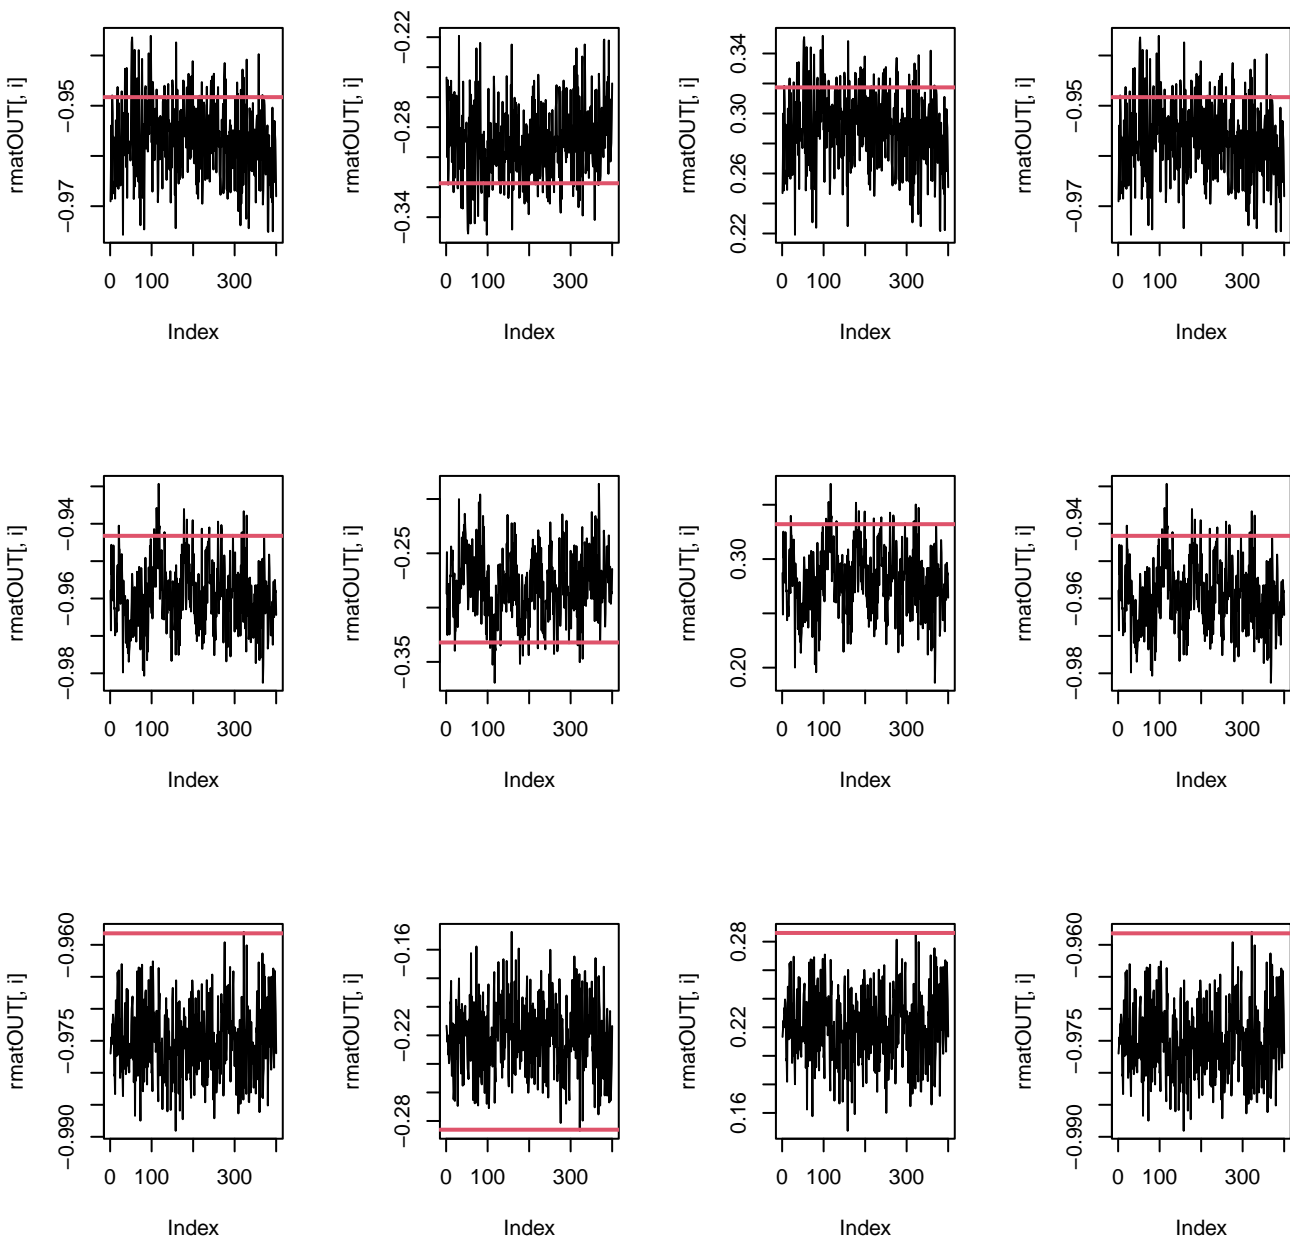 rmatOUT[, i]
−0.97 −0.95
0 100 300
Index
rmatOUT[, i]
−0.34 −0.28 −0.22
0 100 300
Index
rmatOUT[, i]
0.22 0.26 0.30 0.34
0 100 300
Index
rmatOUT[, i]
−0.97 −0.95
0 100 300
Index
rmatOUT[, i]
−0.98 −0.96 −0.94
0 100 300
Index
rmatOUT[, i]
−0.35 −0.25
0 100 300
Index
rmatOUT[, i]
0.20 0.30
0 100 300
Index
rmatOUT[, i]
−0.98 −0.96 −0.94
0 100 300
Index
rmatOUT[, i]
−0.990 −0.975 −0.960
0 100 300
Index
rmatOUT[, i]
−0.28 −0.22 −0.16
0 100 300
Index
rmatOUT[, i]
0.16 0.22 0.28
0 100 300
Index
rmatOUT[, i]
−0.990 −0.975 −0.960
0 100 300
Index